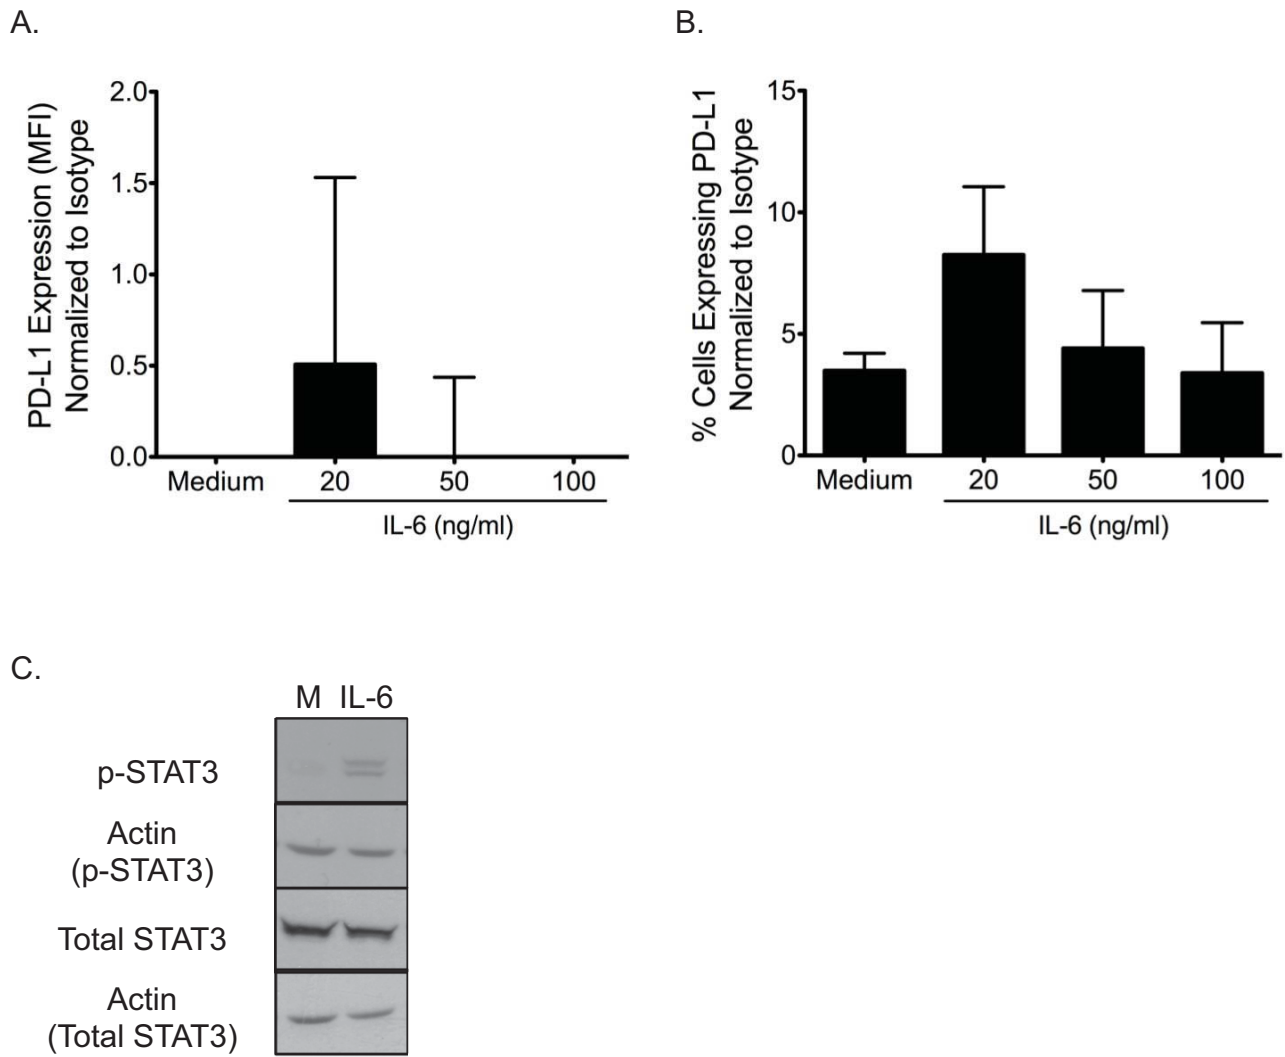 A.
PD-L1 Expression (MFI)
Normalized to Isotype
2.0
1.5
1.0
0.5
0.0
Medium 20 50 100
IL-6 (ng/ml)
B.
% Cells Expressing PD-L1
Normalized to Isotype
15
10
5
0
Medium 20 50 100
IL-6 (ng/ml)
C.
M IL-6
p-STAT3
Actin
(p-STAT3)
Total STAT3
Actin
(Total STAT3)